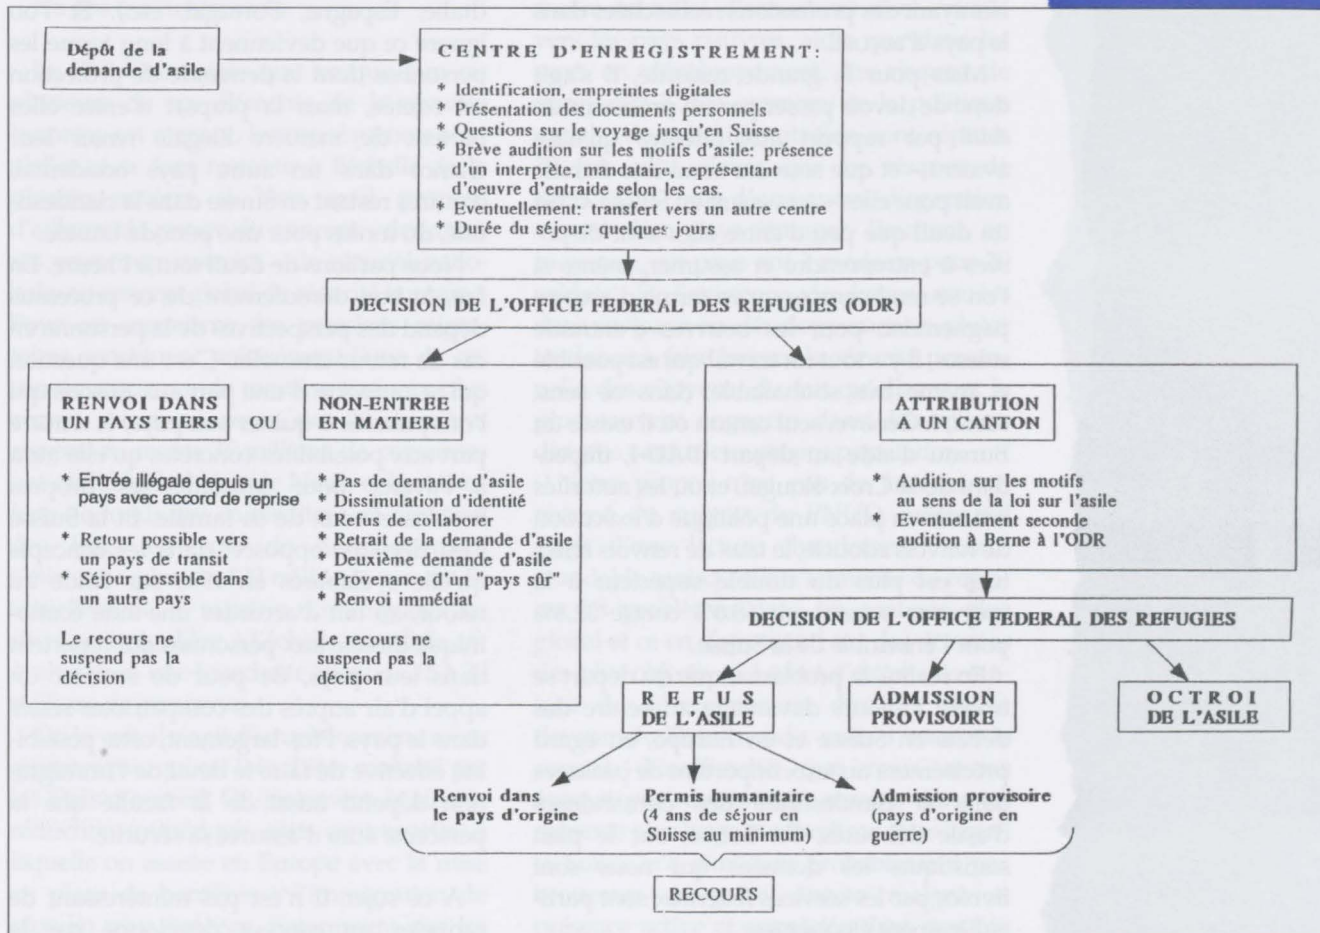 Dépôt de la
demande d'asile
CENTRE D'ENREGISTREMENT:
* Identification, empreintes digitales
* Présentation des documents personnels
* Questions sur le voyage jusqu'en Suisse
* Brève audition sur les motifs d'asile: présence
d'un interprète, mandataire, représentant
d'oeuvre d'entraide selon les cas.
* Eventuellement: transfert vers un autre centre
* Durée du séjour: quelques jours
DECISION DE L'OFFICE FEDERAL DES REFUGIES (ODR)
RENVOI DANS
UN PAYS TIERS OU
* Entrée illégale depuis un
pays avec accord de reprise
* Retour possible vers
un pays de transit
* Séjour possible dans
un autre pays
Le recours ne
suspend pas la
décision
NON-ENTREE
EN MATIERE
* Pas de demande d'asile
* Dissimulation d'identité
* Refus de collaborer
* Retrait de la demande d'asile
* Deuxième demande d'asile
* Provenance d'un "pays sûr"
* Renvoi immédiat
Le recours ne
suspend pas la
décision
ATTRIBUTION
A UN CANTON
* Audition sur les motifs
selon la loi sur l'asile
* Eventuellement seconde
audition à Berne à l'ODR
DECISION DE L'OFFICE FEDERAL DES REFUGIES
REFUS
DE L'ASILE
ADMISSION
PROVISOIRE
OCTROI
DE L'ASILE
Renvoi dans
le pays d'origine
Permis humanitaire
(4 ans de séjour en
Suisse au minimum)
Admission provisoire
(pays d'origine en
guerre)
RECOURS